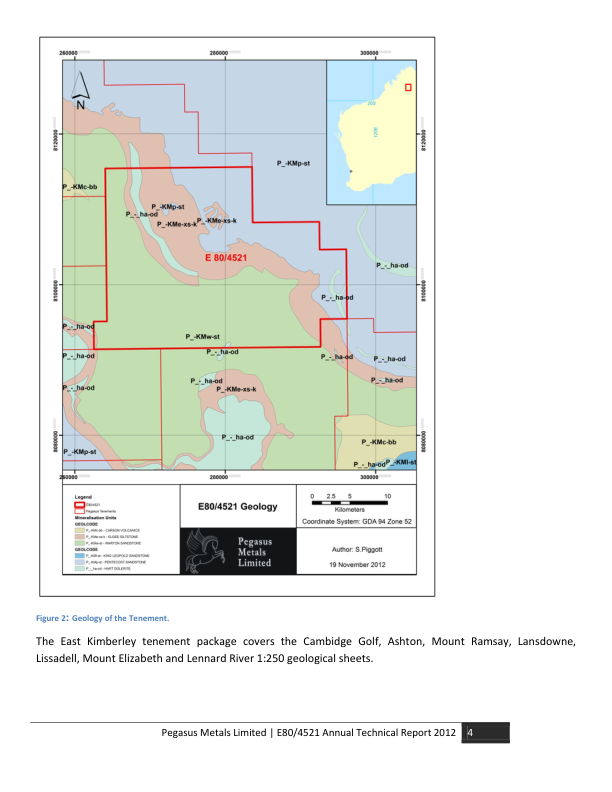 260000 280000 300000
N
200
8120000 8120000
P_-KMp-st
P_-KMc-bb
P_-KMp-st
P_-_ha-od
P_-KMe-xs-k P_-KMe-xs-k
E 80/4521
P_-_ha-od
8100000 8100000
P_-_ha-od
P_-_ha-od
P_-KMw-st
P_-_ha-od
P_-_ha-od
P_-_ha-od
P_-_ha-od
P_-_ha-od
P_-_ha-od
P_-_ha-od
P_-KMe-xs-k
P_-_ha-od
8080000 8080000
P_-KMc-bb
P_-KMp-st
P_-_ha-od
P_-KMl-st
260000 280000 300000
Legend
E80/4521
Pegasus Tenements
Mineralisation Units
GEOLCODE
P_-KMc-bb - CARSON VOLCANICS
P_-KMe-xs-k - ELGEE SILTSTONE
P_-KMw-st - WARTON SANDSTONE
GEOLCODE
P_-KMl-st - KING LEOPOLD SANDSTONE
P_-KMp-st - PENTECOST SANDSTONE
P_-_ha-od - HART DOLERITE
E80/4521 Geology
Pegasus
Metals
Limited
0 2.5 5 10
Kilometers
Coordinate System: GDA 94 Zone 52
Author: S.Piggott
19 November 2012
Figure 2: Geology of the Tenement.
The East Kimberley tenement package covers the Cambidge Golf, Ashton, Mount Ramsay, Lansdowne,
Lissadell, Mount Elizabeth and Lennard River 1:250 geological sheets.
Pegasus Metals Limited | E80/4521 Annual Technical Report 2012 4